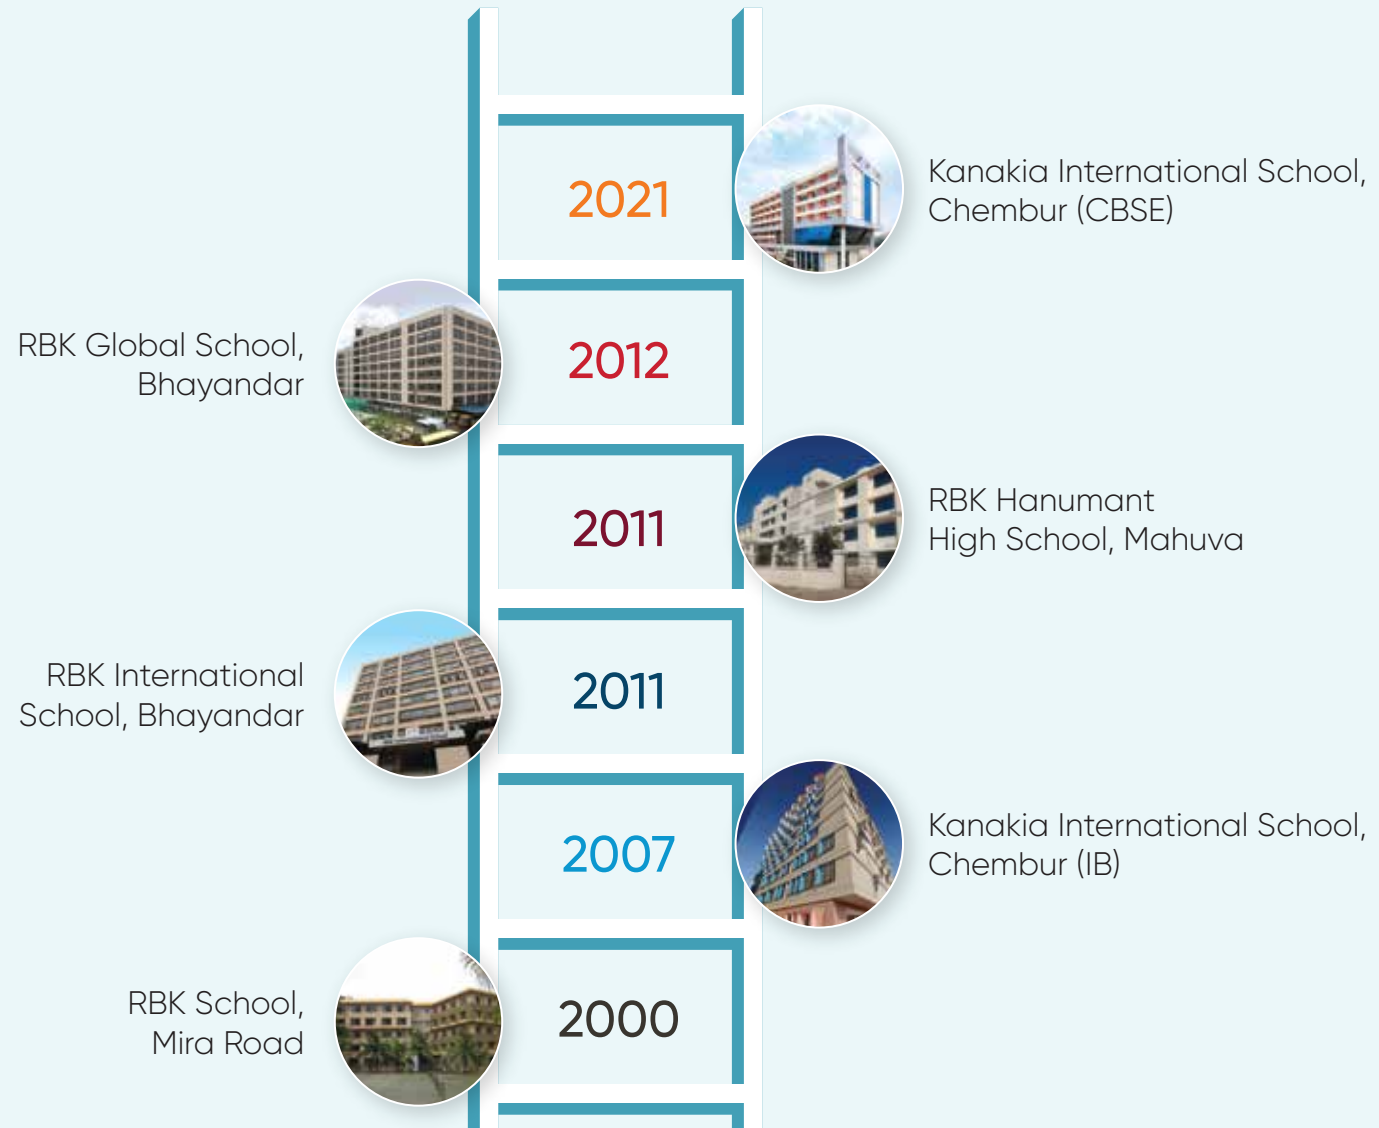 2021
Kanakia International School,
Chembur (CBSE)
RBK Global School,
Bhayandar
2012
2011
RBK Hanumant
High School, Mahuva
RBK International
School, Bhayandar
2011
2007
Kanakia International School,
Chembur (IB)
RBK School,
Mira Road
2000